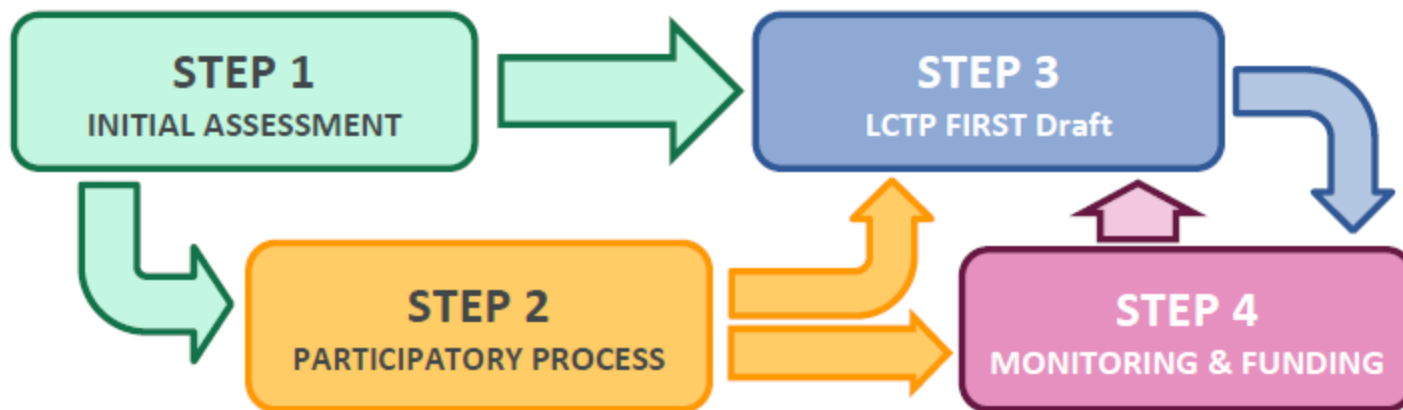 STEP 1
INITIAL ASSESSMENT
STEP 2
PARTICIPATORY PROCESS
STEP 3
LCTP FIRST Draft
STEP 4
MONITORING & FUNDING